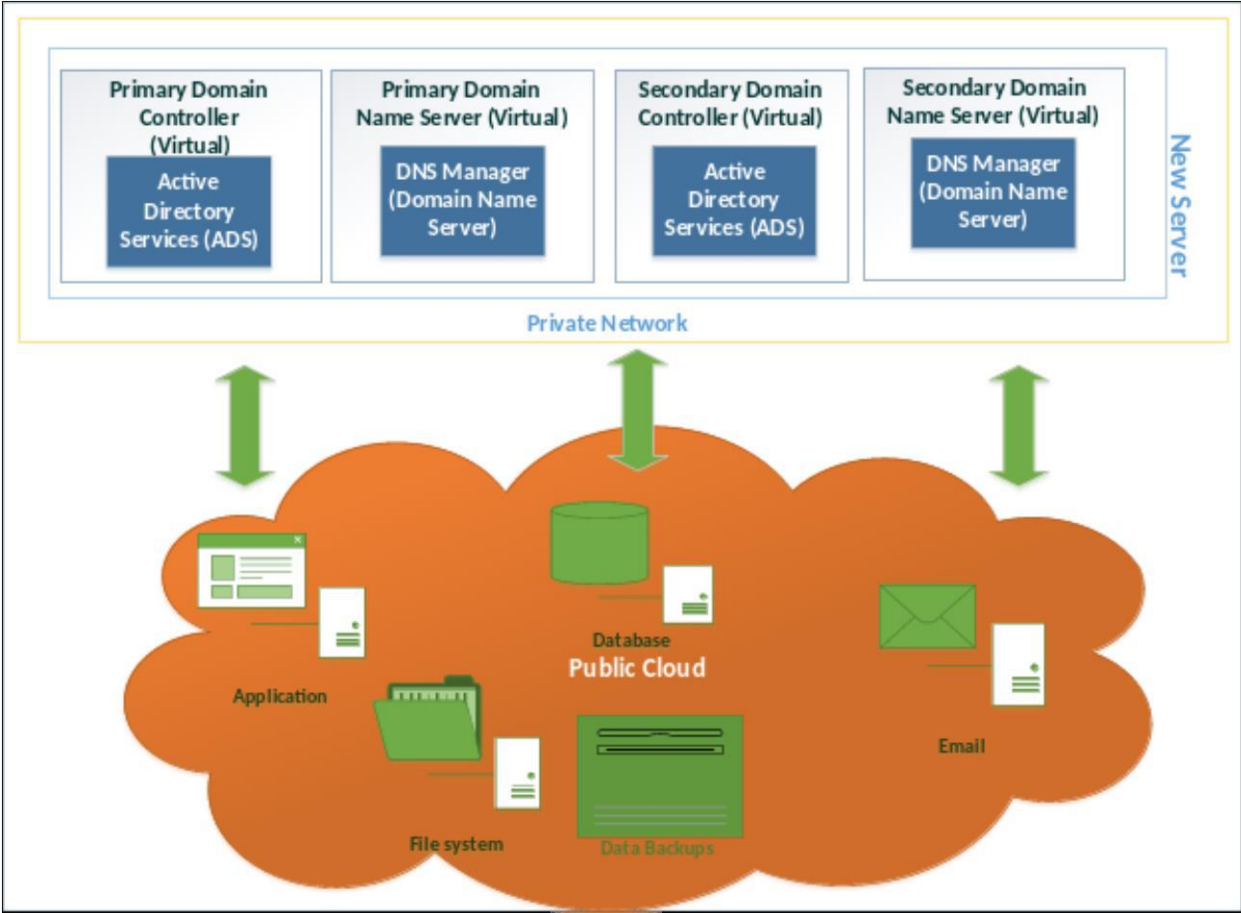 Primary Domain
Controller
(Virtual)
Active
Directory
Services (ADS)
Primary Domain
Name Server (Virtual)
DNS Manager
(Domain Name
Server)
Secondary Domain
Controller (Virtual)
Active
Directory
Services (ADS)
Secondary Domain
Name Server (Virtual)
DNS Manager
(Domain Name
Server)
New Server
Private Network
Database
Public Cloud
Application
Email
File system
Data Backups